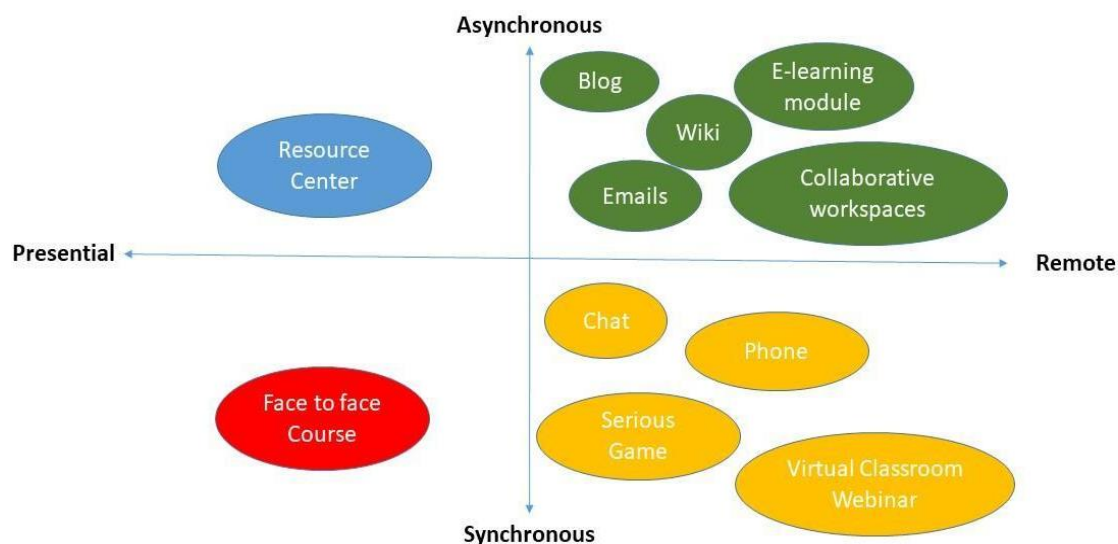 Asynchronous
Blog
E-learning
module
Wiki
Resource
Center
Emails
Collaborative
workspaces
Presential
Remote
Chat
Phone
Face to face
Course
Serious
Game
Virtual Classroom
Webinar
Synchronous